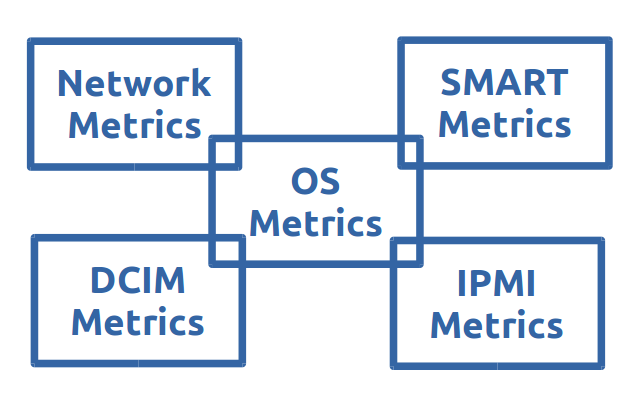 Network
Metrics
SMART
Metrics
OS
Metrics
DCIM
Metrics
IPMI
Metrics